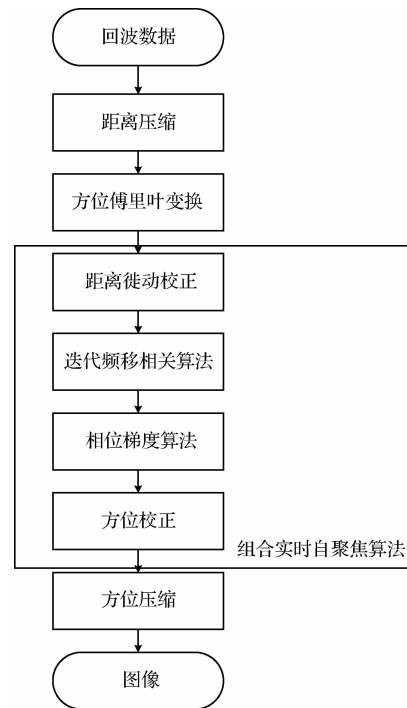 回波数据
距离压缩
方位傅里叶变换
距离徙动校正
迭代频移相关算法
相位梯度算法
方位校正
组合实时自聚焦算法
方位压缩
图像